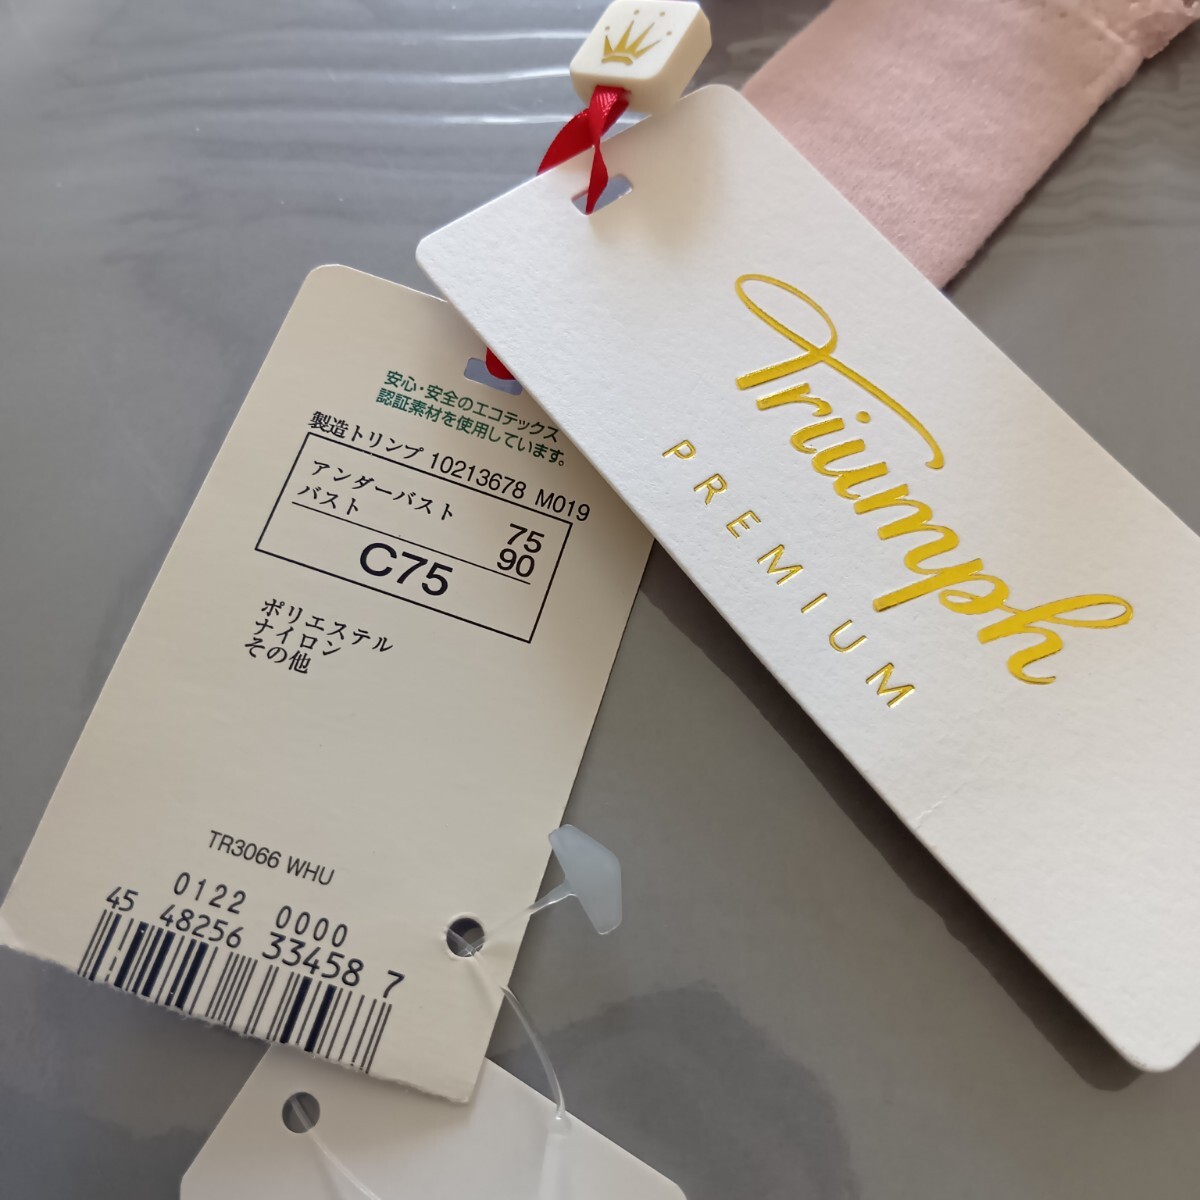 Triumph
PREMIUM
安心・安全のエコテックス
認証素材を使用しています。
製造トリンプ 10213678 M019
アンダーバスト 75
バスト 90
C75
ポリエステル
ナイロン
その他
TR3066 WHU
0122 0000
45 48256 33458 7